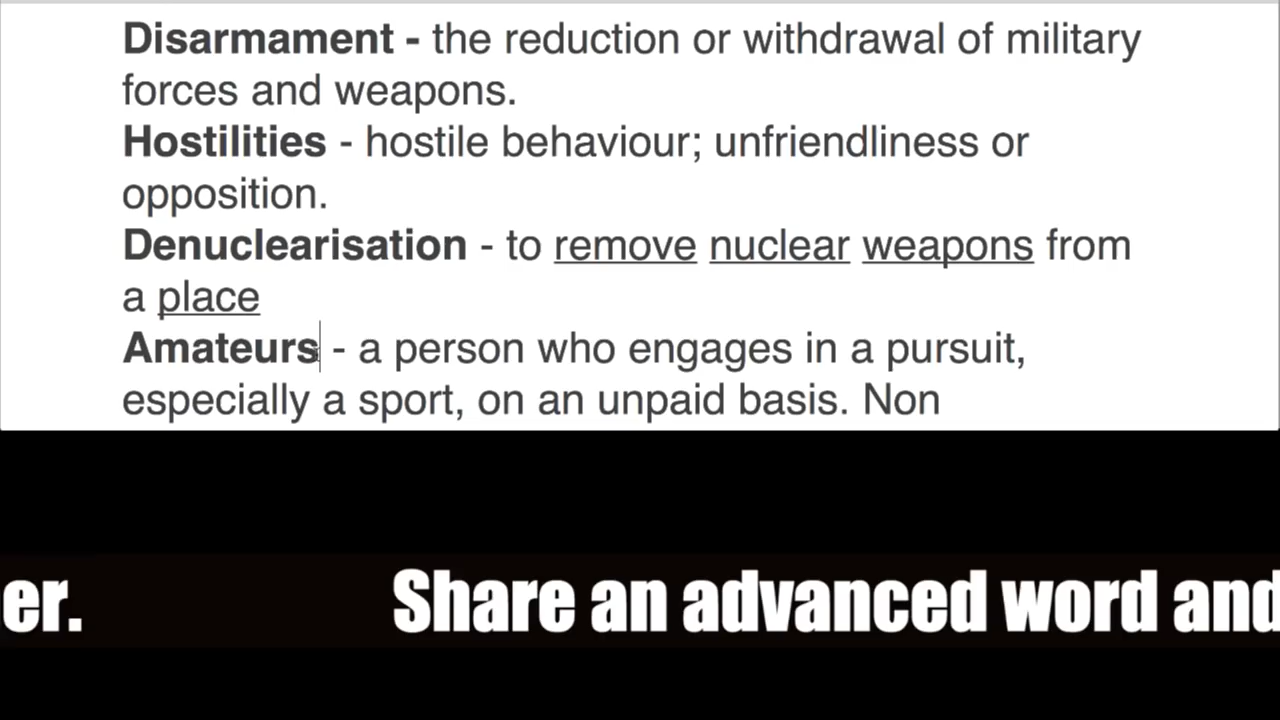 Disarmament - the reduction or withdrawal of military
forces and weapons.
Hostilities - hostile behaviour; unfriendliness or
opposition.
Denuclearisation - to remove nuclear weapons from
a place
Amateurs - a person who engages in a pursuit,
especially a sport, on an unpaid basis. Non
er. Share an advanced word and